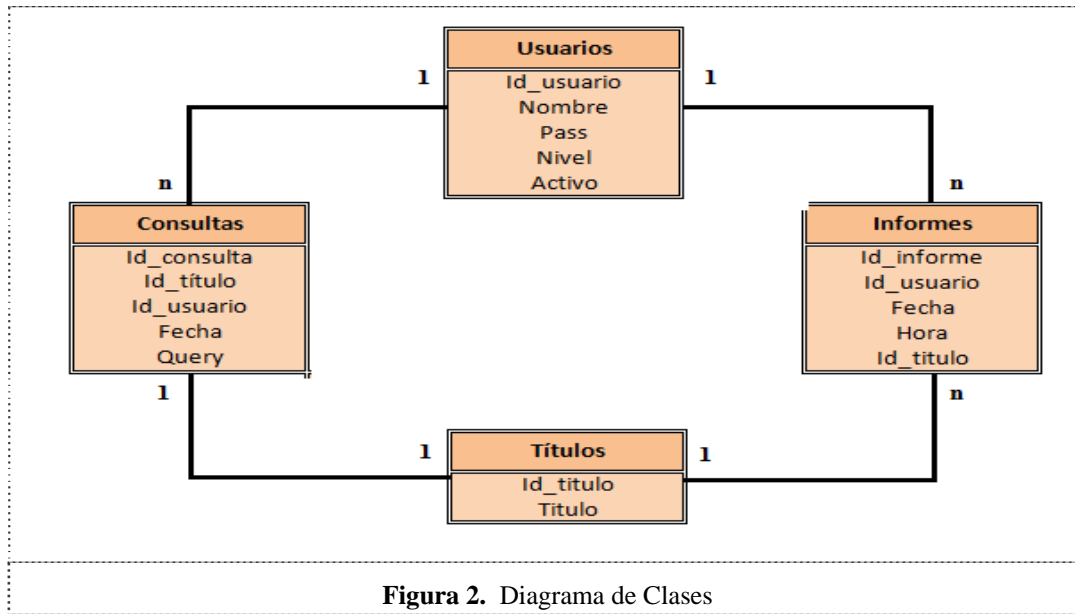 Usuarios
1
1
Id_usuario
Nombre
Pass
Nivel
Activo
n
n
Consultas
Id_consulta
Id_título
Id_usuario
Fecha
Query
Informes
Id_informe
Id_usuario
Fecha
Hora
Id_titulo
1
n
1
1
Títulos
Id_titulo
Titulo
Figura 2. Diagrama de Clases